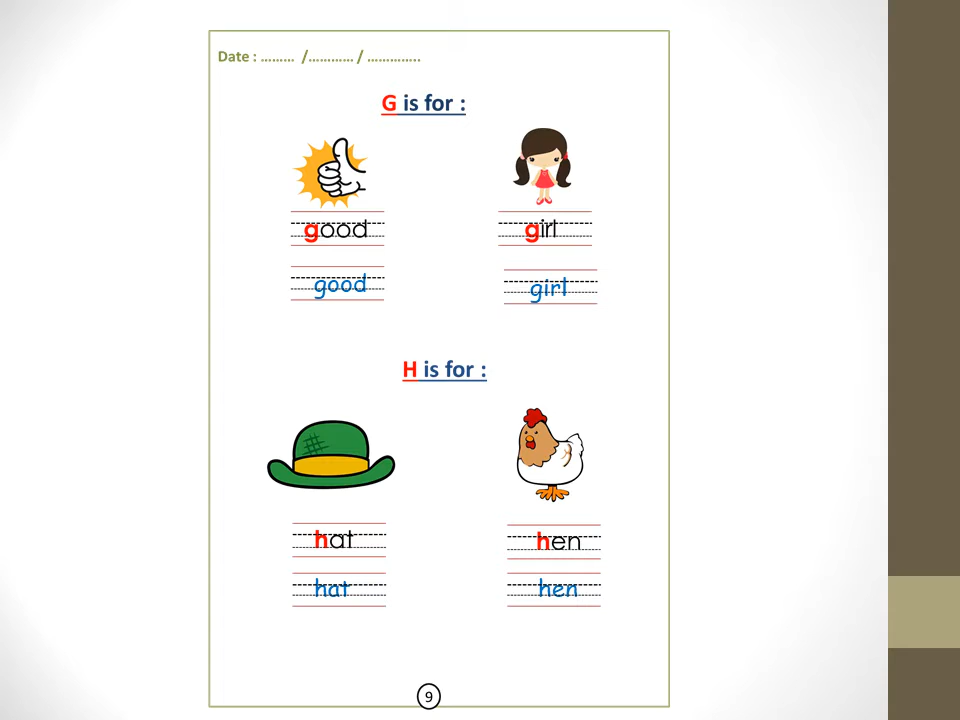 Date : ……… /………… / …………..
G is for :
good girl
good girl
H is for :
hat hen
hat hen
9